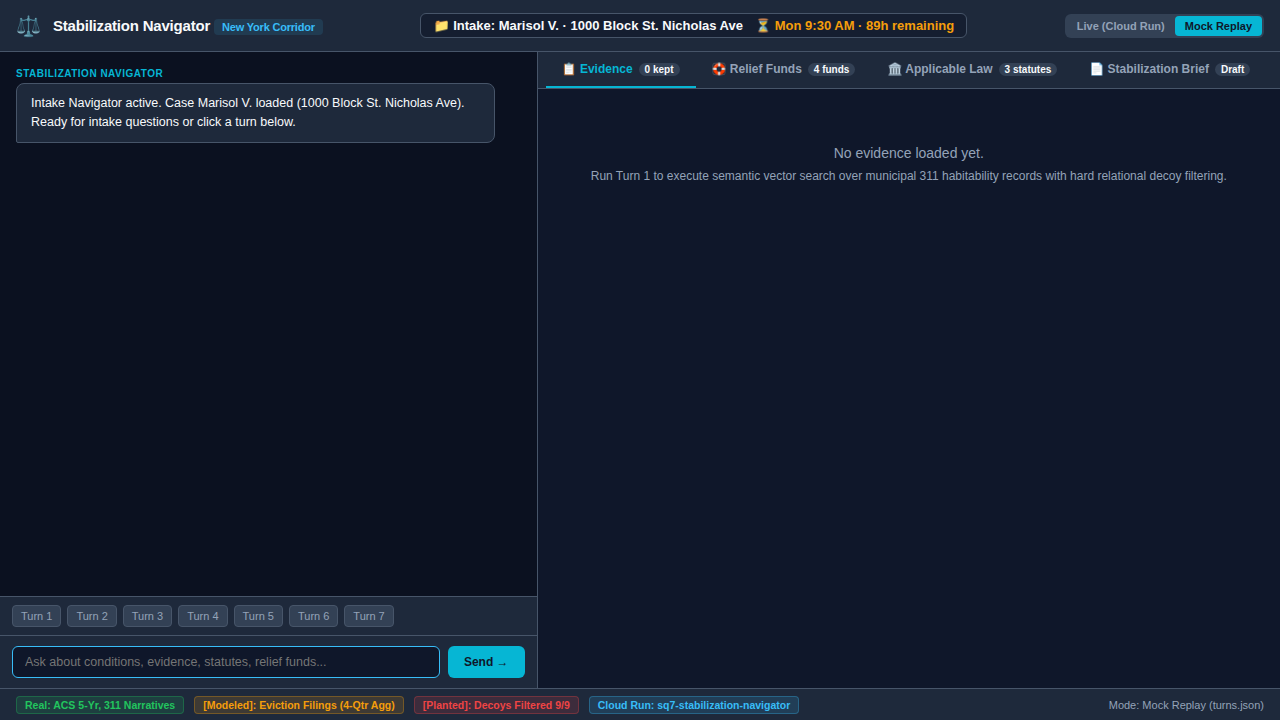 ⚖️ Stabilization Navigator New York Corridor
📁 Intake: Marisol V. · 1000 Block St. Nicholas Ave ⏳ Mon 9:30 AM · 89h remaining
Live (Cloud Run) Mock Replay
STABILIZATION NAVIGATOR
Intake Navigator active. Case Marisol V. loaded (1000 Block St. Nicholas Ave).
Ready for intake questions or click a turn below.
📋 Evidence 0 kept 🛟 Relief Funds 4 funds 🏛️ Applicable Law 3 statutes 📄 Stabilization Brief Draft
No evidence loaded yet.
Run Turn 1 to execute semantic vector search over municipal 311 habitability records with hard relational decoy filtering.
Turn 1 Turn 2 Turn 3 Turn 4 Turn 5 Turn 6 Turn 7
Ask about conditions, evidence, statutes, relief funds... Send →
Real: ACS 5-Yr, 311 Narratives [Modeled]: Eviction Filings (4-Qtr Agg) [Planted]: Decoys Filtered 9/9 Cloud Run: sq7-stabilization-navigator Mode: Mock Replay (turns.json)